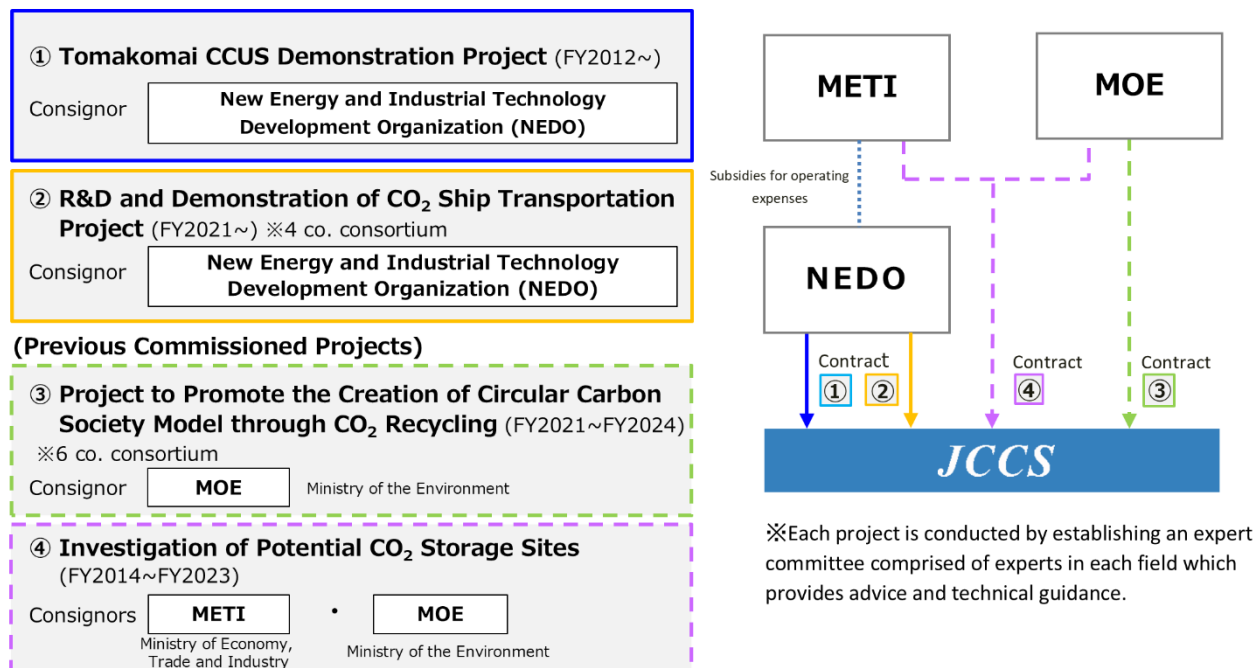 ① Tomakomai CCUS Demonstration Project (FY2012~)
Consignor
New Energy and Industrial Technology
Development Organization (NEDO)
② R&D and Demonstration of CO₂ Ship Transportation
Project (FY2021~) ※4 co. consortium
Consignor
New Energy and Industrial Technology
Development Organization (NEDO)
(Previous Commissioned Projects)
③ Project to Promote the Creation of Circular Carbon
Society Model through CO₂ Recycling (FY2021~FY2024)
※6 co. consortium
Consignor
MOE
Ministry of the Environment
④ Investigation of Potential CO₂ Storage Sites
(FY2014~FY2023)
Consignors
METI
・
MOE
Ministry of Economy,
Trade and Industry
Ministry of the Environment
METI
MOE
Subsidies for operating
expenses
NEDO
Contract
① ②
Contract
④
Contract
③
JCCS
※Each project is conducted by establishing an expert
committee comprised of experts in each field which
provides advice and technical guidance.